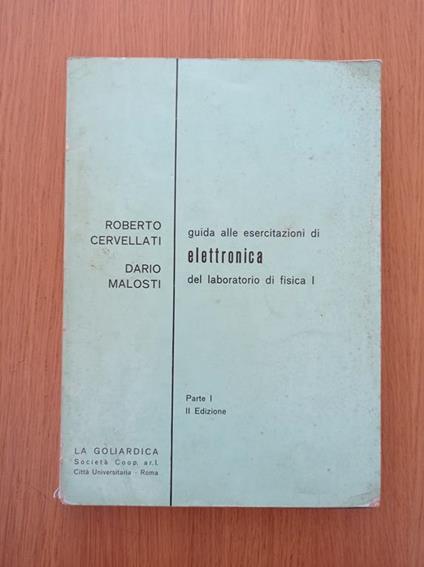 ROBERTO
CERVELLATI
DARIO
MALOSTI
guida alle esercitazioni di
elettronica
del laboratorio di fisica I
Parte I
II Edizione
LA GOLIARDICA
Società Coop. ar.l.
Città Universitaria - Roma